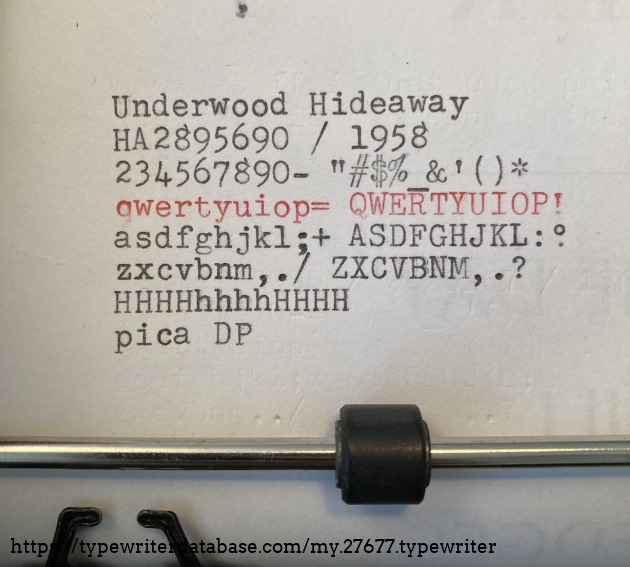 Underwood Hideaway
HA2895690 / 1958
234567890- "#$%_&'()*
qwertyuiop= QWERTYUIOP!
asdfghjkl;+ ASDFGHJKL:º
zxcvbnm,./ ZXCVBNM,.?
HHHHhhhhHHHH
pica DP
https://typewriterdatabase.com/my.27677.typewriter